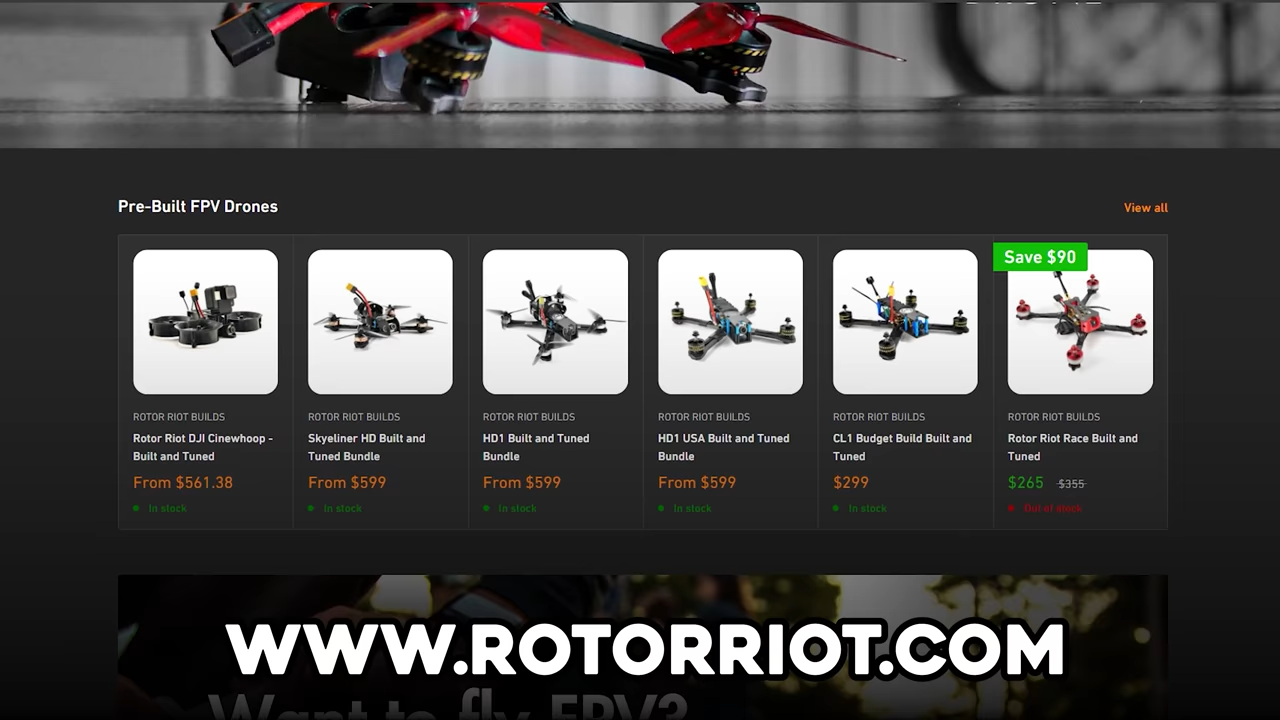 Pre-Built FPV Drones
View all
Save $90
ROTOR RIOT BUILDS
Rotor Riot DJI Cinewhoop -
Built and Tuned
From $561.38
In stock
ROTOR RIOT BUILDS
Skyeliner HD Built and
Tuned Bundle
From $599
In stock
ROTOR RIOT BUILDS
HD1 Built and Tuned
Bundle
From $599
In stock
ROTOR RIOT BUILDS
HD1 USA Built and Tuned
Bundle
From $599
In stock
ROTOR RIOT BUILDS
CL1 Budget Build Built and
Tuned
$299
In stock
ROTOR RIOT BUILDS
Rotor Riot Race Built and
Tuned
$265 $355
Out of stock
WWW.ROTORRIOT.COM
Want to fly FPV?